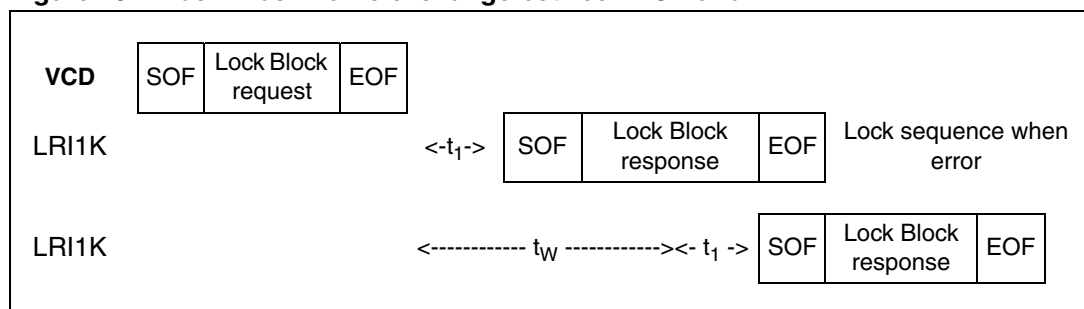 VCD SOF Lock Block request EOF
LRI1K <-t1-> SOF Lock Block response EOF Lock sequence when error
LRI1K <------------ tW ------------><- t1 -> SOF Lock Block response EOF